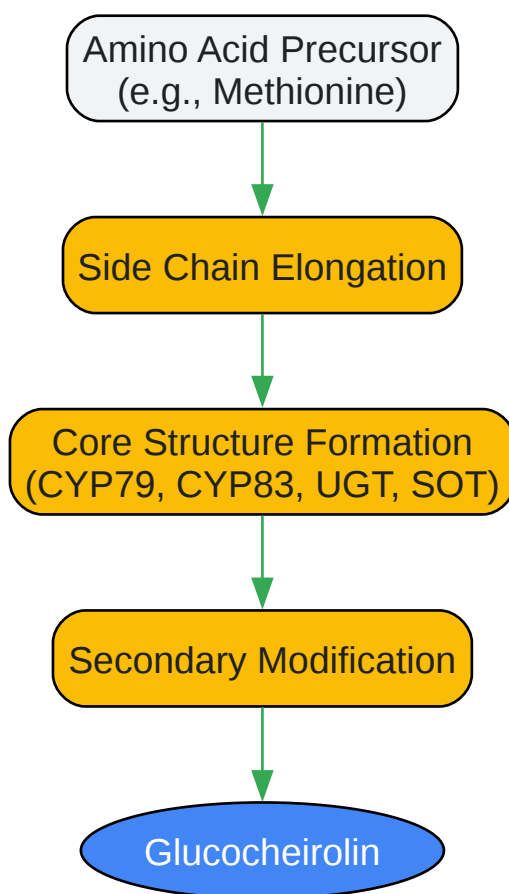 Amino Acid Precursor
(e.g., Methionine)
Side Chain Elongation
Core Structure Formation
(CYP79, CYP83, UGT, SOT)
Secondary Modification
Glucocheirolin